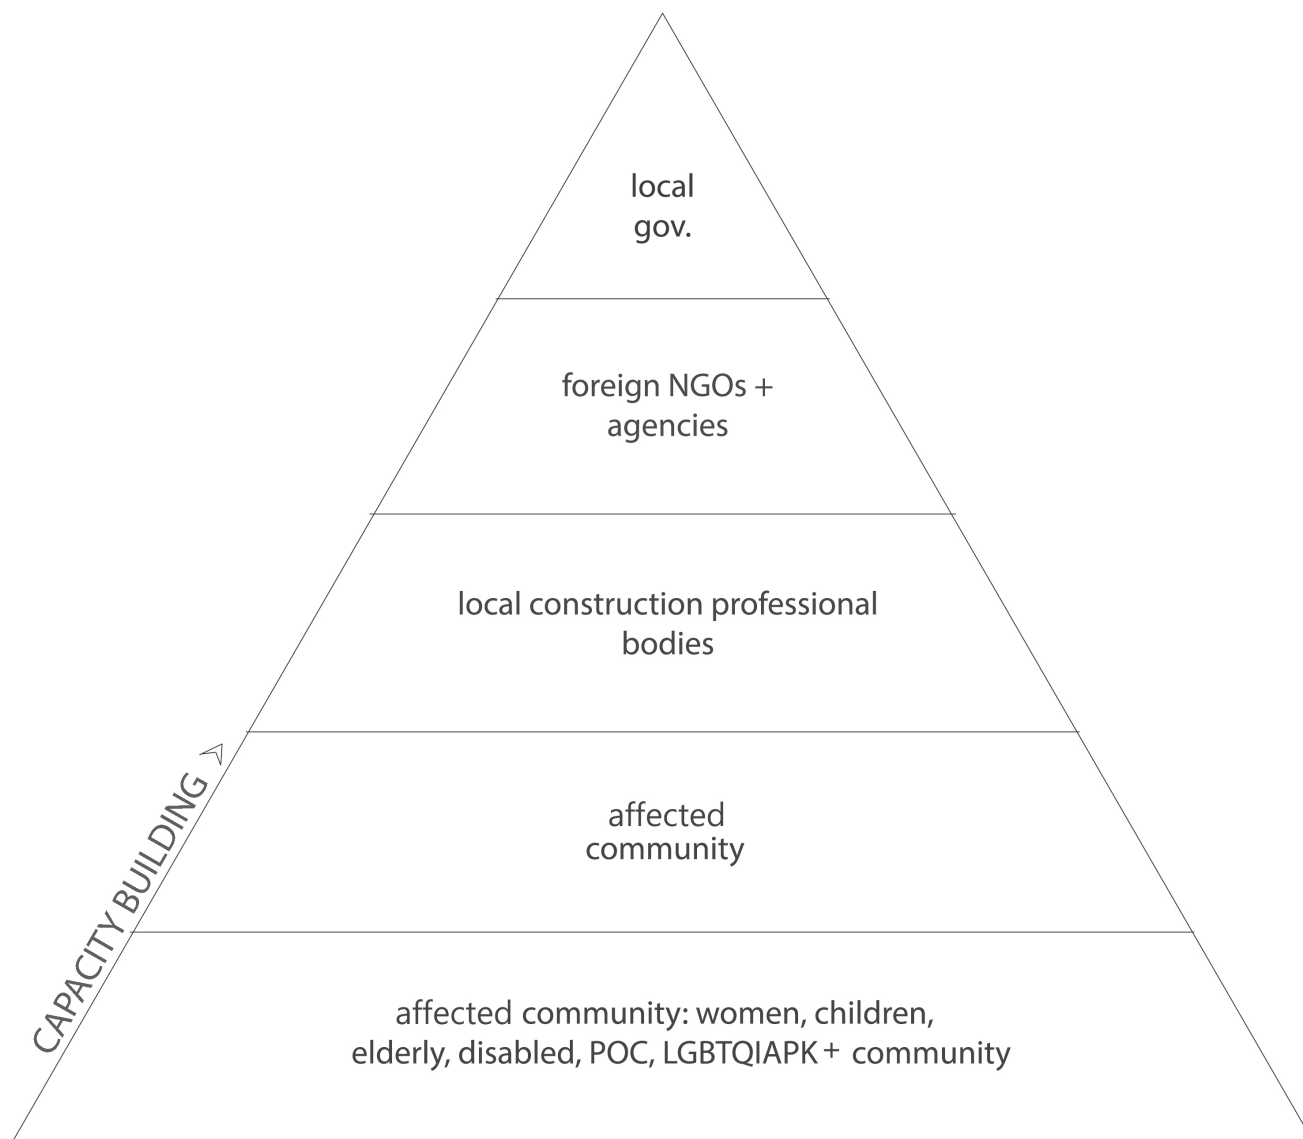 local
gov.
foreign NGOs +
agencies
local construction professional
bodies
affected
community
CAPACITY BUILDING >
affected community: women, children,
elderly, disabled, POC, LGBTQIAPK + community